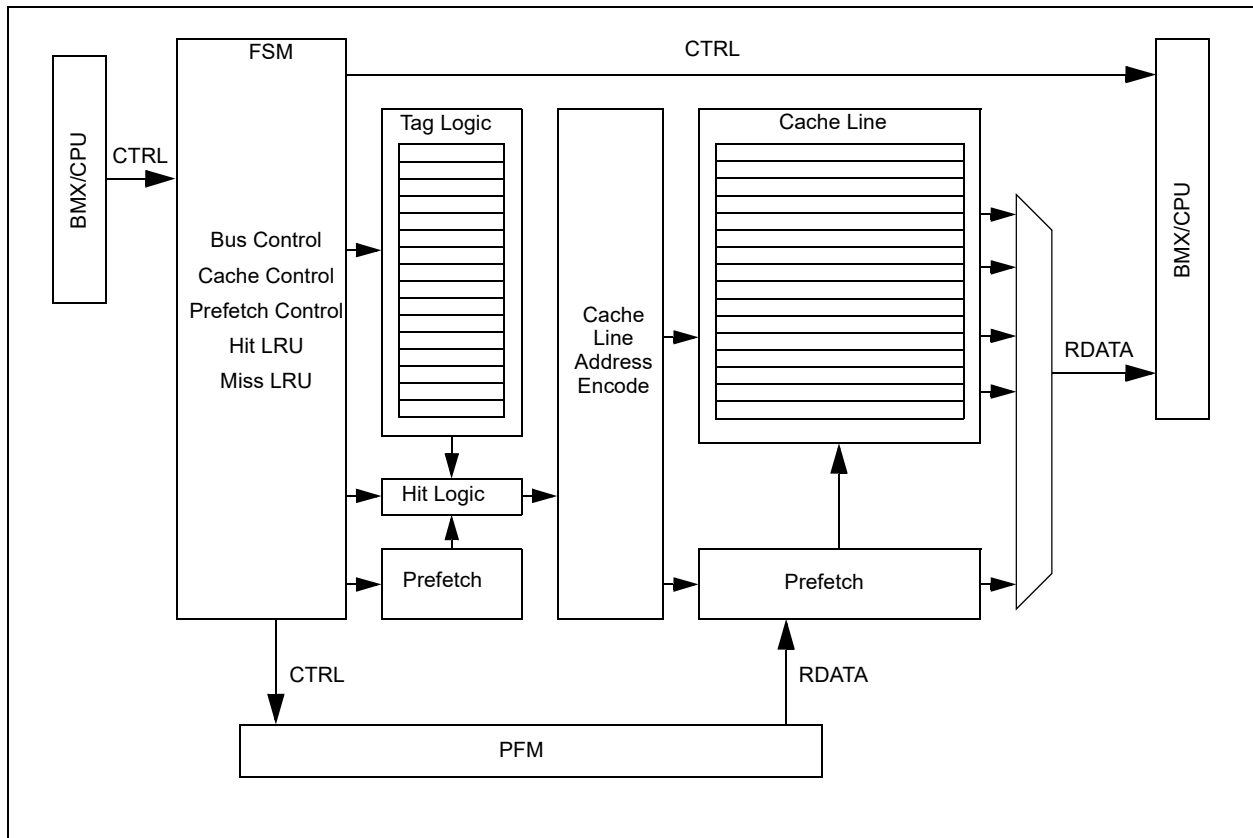 FSM
CTRL
BMX/CPU
CTRL
Tag Logic
Cache Line
BMX/CPU
Bus Control
Cache Control
Prefetch Control
Hit LRU
Miss LRU
Cache
Line
Address
Encode
RDATA
Hit Logic
Prefetch
Prefetch
CTRL
RDATA
PFM